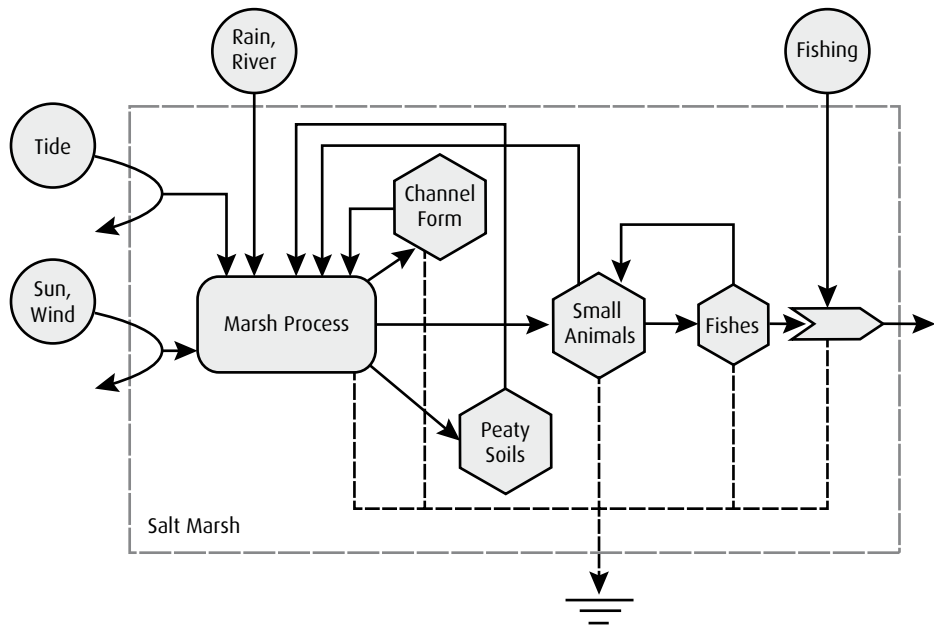 Rain,
River
Fishing
Tide
Channel
Form
Sun,
Wind
Marsh Process
Small
Animals
Fishes
Peaty
Soils
Salt Marsh